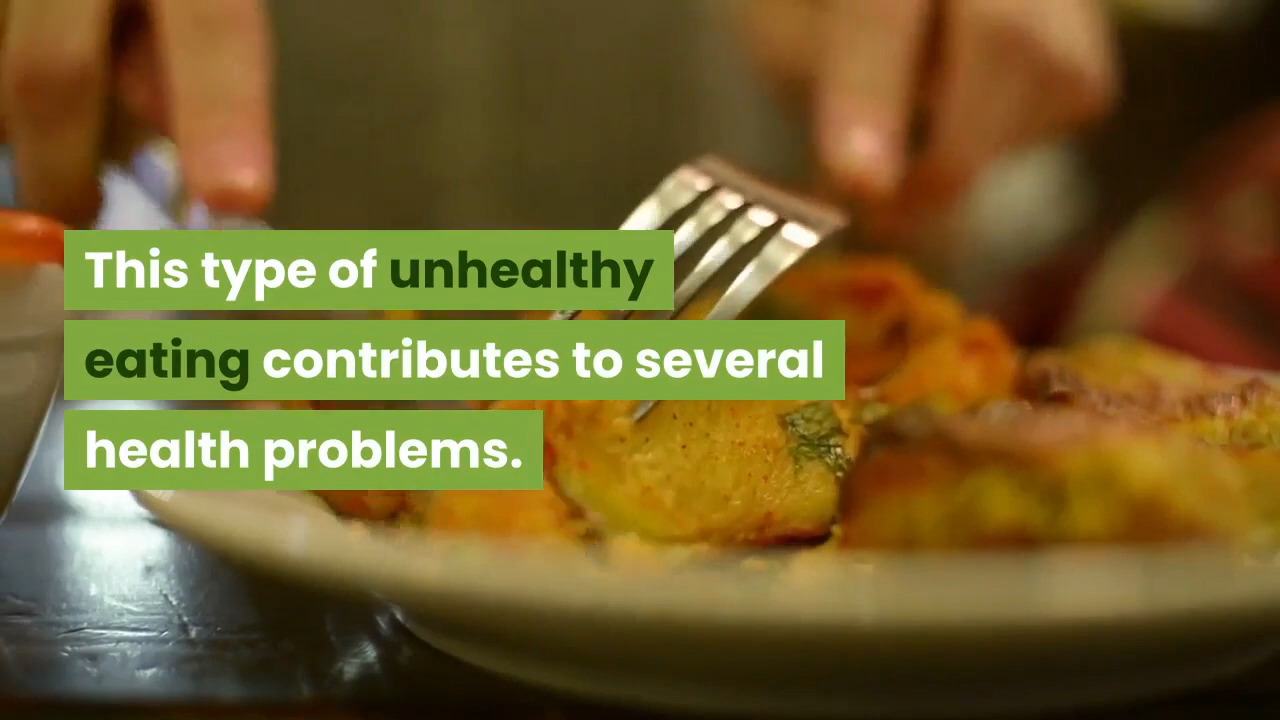 This type of unhealthy
eating contributes to several
health problems.